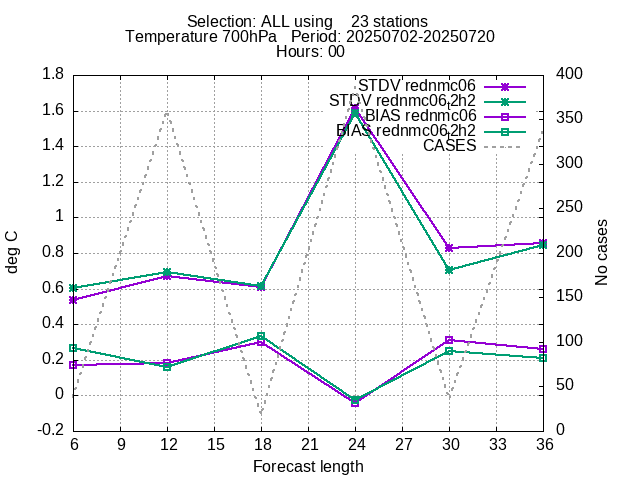 Selection: ALL using    23 stations
Temperature 700hPa   Period: 20250702-20250720
Hours: 00
1.8
1.6
1.4
1.2
1
0.8
0.6
0.4
0.2
0
-0.2
deg C
STDV rednmc06
STDV rednmc06,2h2
BIAS rednmc06
BIAS rednmc06,2h2
CASES
400
350
300
250
200
150
100
50
0
No cases
6 9 12 15 18 21 24 27 30 33 36
Forecast length